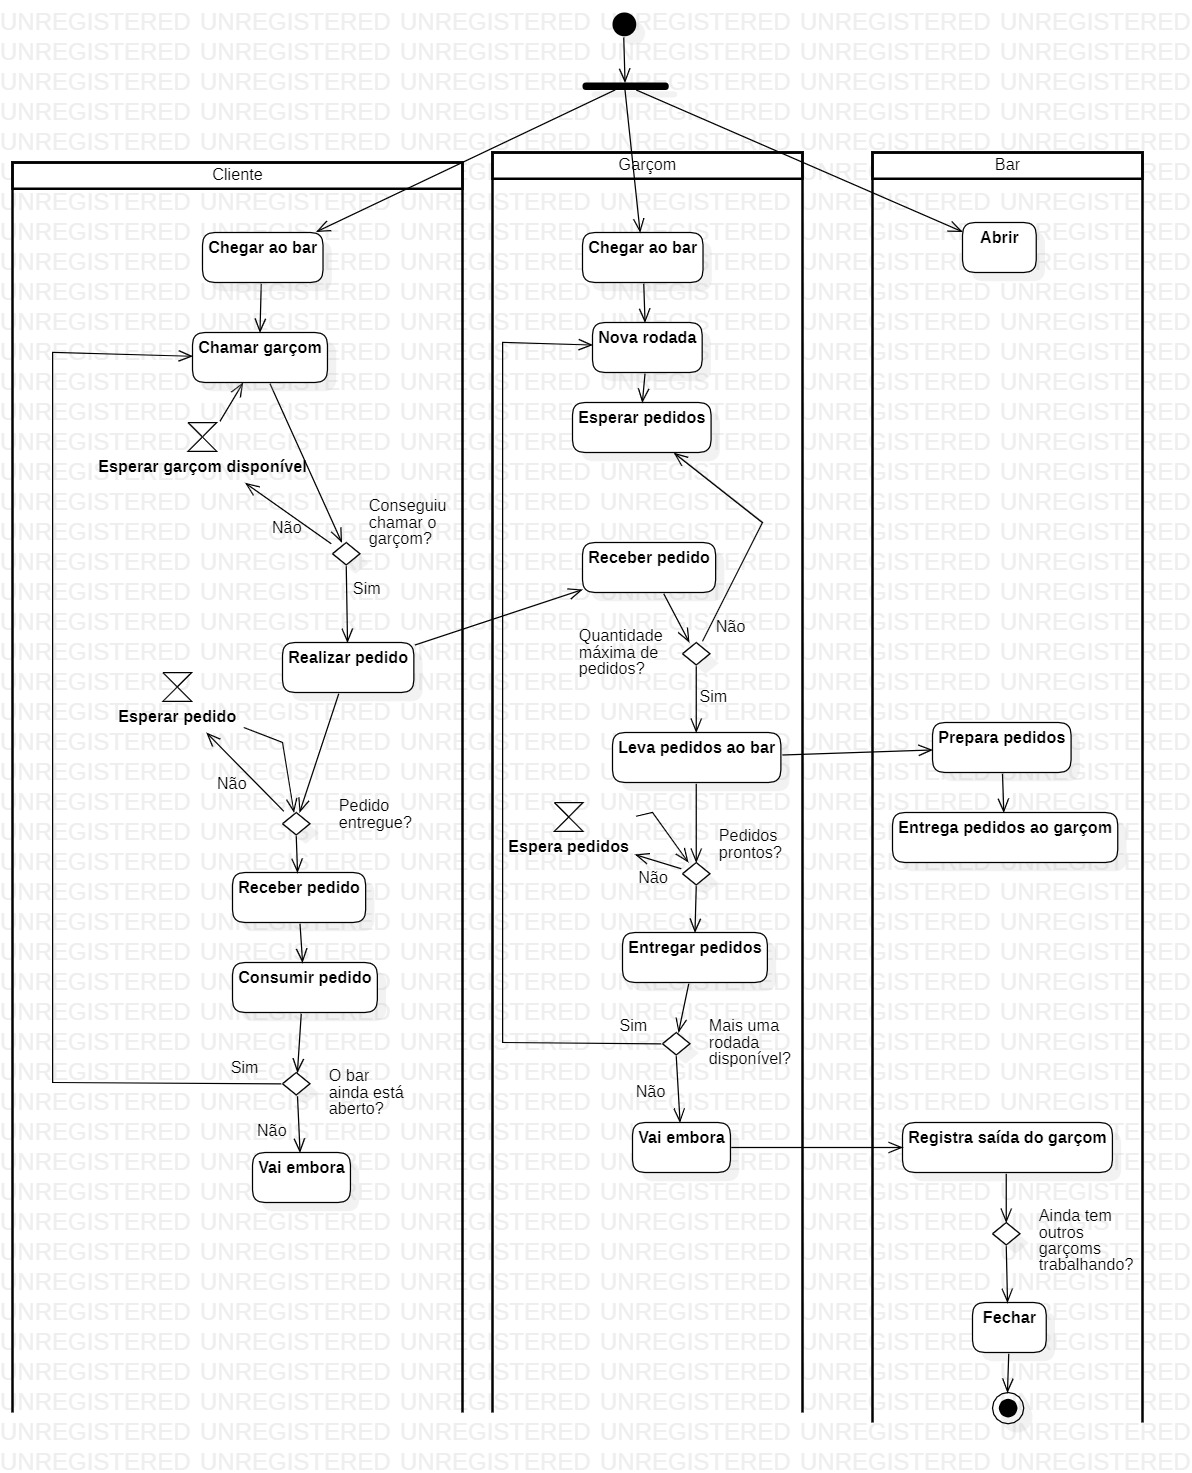 Cliente
Chegar ao bar
Chamar garçom
Esperar garçom disponível
Conseguiu
chamar o
garçom?
Não
Sim
Realizar pedido
Esperar pedido
Não
Pedido
entregue?
Receber pedido
Consumir pedido
Sim
O bar
ainda está
aberto?
Não
Vai embora
Garçom
Chegar ao bar
Nova rodada
Esperar pedidos
Receber pedido
Não
Quantidade
máxima de
pedidos?
Sim
Leva pedidos ao bar
Espera pedidos
Pedidos
prontos?
Não
Entregar pedidos
Sim
Mais uma
rodada
disponível?
Não
Vai embora
Bar
Abrir
Prepara pedidos
Entrega pedidos ao garçom
Registra saída do garçom
Ainda tem
outros
garçoms
trabalhando?
Fechar
UNREGISTERED UNREGISTERED UNREGISTERED UNREGISTERED UNREGISTERED UNREGISTERED